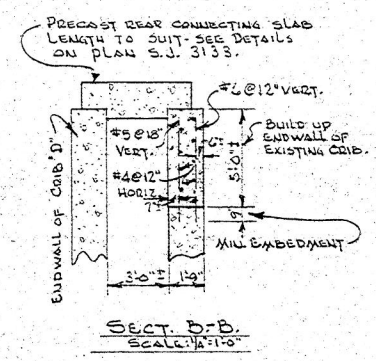 PRECAST REAR CONNECTING SLAB
LENGTH TO SUIT-SEE DETAILS
ON PLAN S.J. 3133.
#6@12" VERT.
#5@18"
VERT.
6"
#4@12"
HORIZ.
7"±
BUILD UP
ENDWALL OF
EXISTING CRIB.
5'0"±
9"
MIN EMBEDMENT
ENDWALL OF CRIB "D"
3'0"±
1'-9"
SECT. B-B.
SCALE: 1/4"=1'-0"